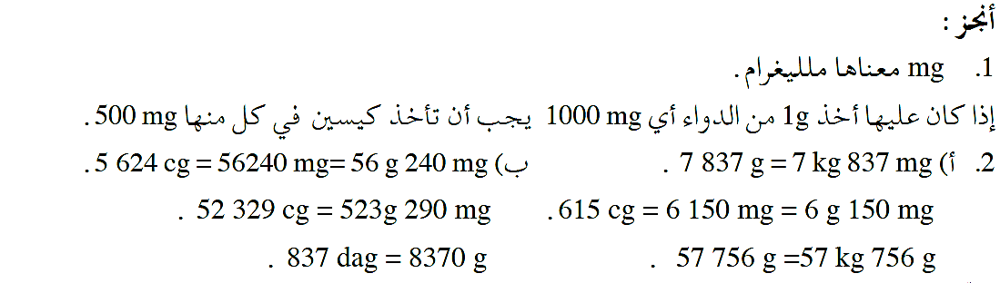 أنجز :
1. mg معناها ملليغرام.
إذا كان عليها أخذ 1g من الدواء أي 1000 mg يجب أن تأخذ كيسين في كل منها 500 mg.
2. أ) 7 837 g = 7 kg 837 mg . ب) 5 624 cg = 56240 mg= 56 g 240 mg.
615 cg = 6 150 mg = 6 g 150 mg. 52 329 cg = 523g 290 mg .
57 756 g =57 kg 756 g . 837 dag = 8370 g .